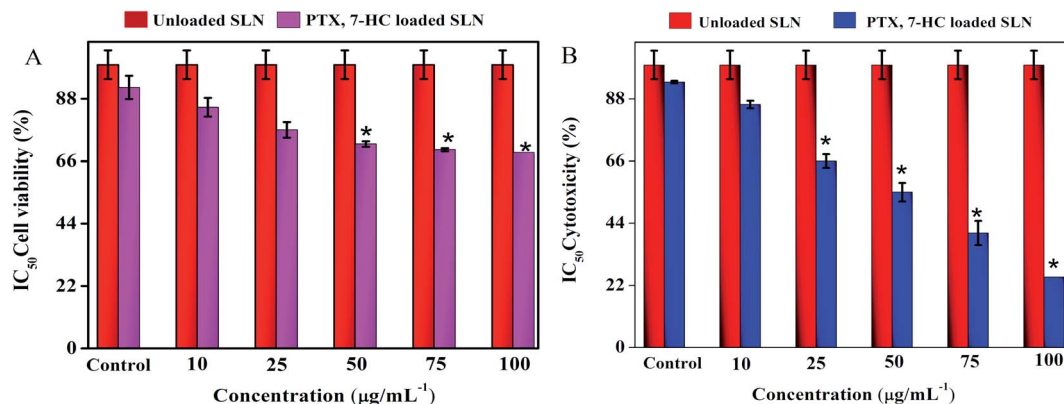 Unloaded SLN PTX, 7-HC loaded SLN
A
IC₅₀ Cell viability (%)
88
66
44
22
0
* * *
Control 10 25 50 75 100
Concentration (µg/mL⁻¹)
Unloaded SLN PTX, 7-HC loaded SLN
B
IC₅₀Cytotoxicity (%)
88
66
44
22
0
* * * *
Control 10 25 50 75 100
Concentration (µg/mL⁻¹)